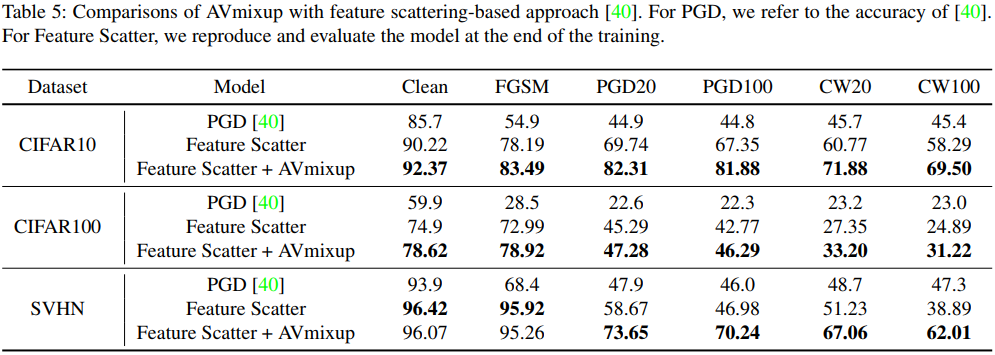 Table 5: Comparisons of AVmixup with feature scattering-based approach [40]. For PGD, we refer to the accuracy of [40].
For Feature Scatter, we reproduce and evaluate the model at the end of the training.
Dataset Model Clean FGSM PGD20 PGD100 CW20 CW100
PGD [40] 85.7 54.9 44.9 44.8 45.7 45.4
CIFAR10 Feature Scatter 90.22 78.19 69.74 67.35 60.77 58.29
Feature Scatter + AVmixup 92.37 83.49 82.31 81.88 71.88 69.50
PGD [40] 59.9 28.5 22.6 22.3 23.2 23.0
CIFAR100 Feature Scatter 74.9 72.99 45.29 42.77 27.35 24.89
Feature Scatter + AVmixup 78.62 78.92 47.28 46.29 33.20 31.22
PGD [40] 93.9 68.4 47.9 46.0 48.7 47.3
SVHN Feature Scatter 96.42 95.92 58.67 46.98 51.23 38.89
Feature Scatter + AVmixup 96.07 95.26 73.65 70.24 67.06 62.01